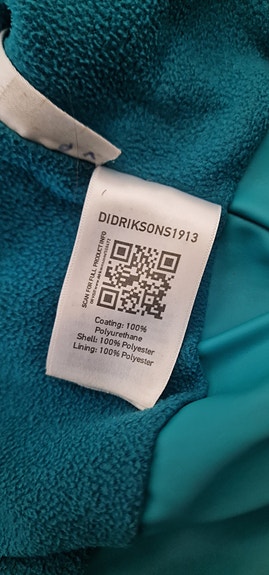 DIDRIKSONS1913
SCAN FOR FULL PRODUCT INFO
Coating: 100%
Polyurethane
Shell: 100% Polyester
Lining: 100% Polyester